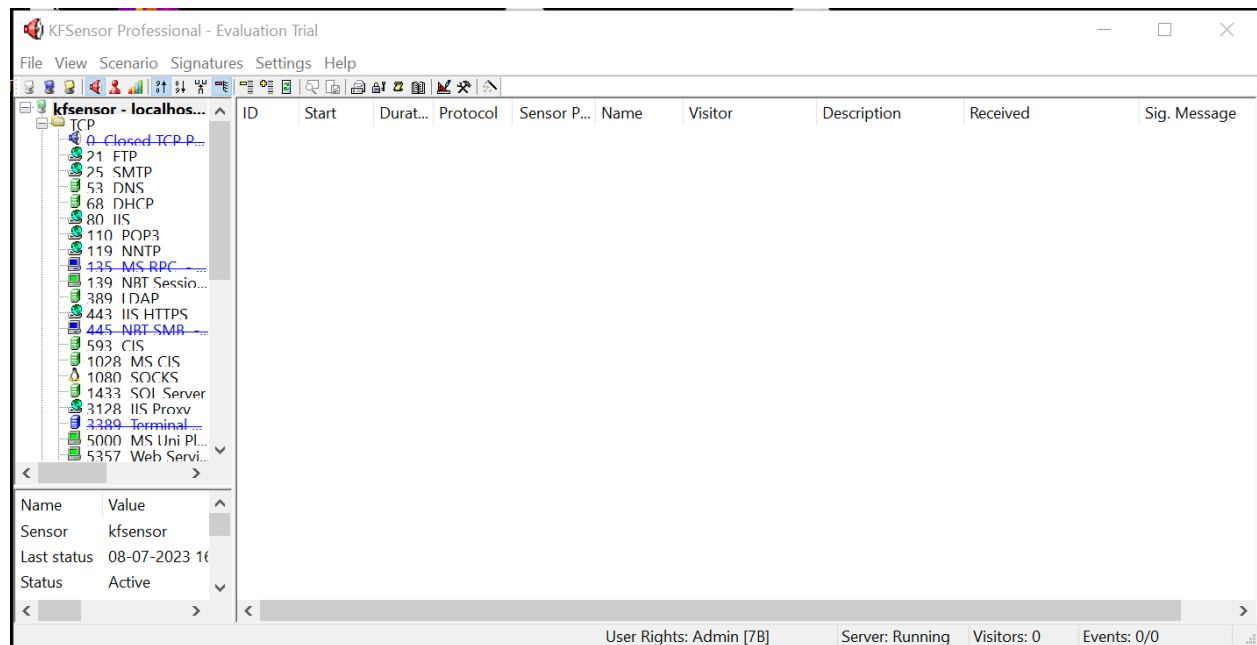 KFSensor Professional - Evaluation Trial
File View Scenario Signatures Settings Help
kfsensor - localhos...
TCP
0 Closed TCP P...
21 FTP
25 SMTP
53 DNS
68 DHCP
80 IIS
110 POP3
119 NNTP
135 MS RPC - ...
139 NBT Sessio...
389 LDAP
443 IIS HTTPS
445 NBT SMB -...
593 CIS
1028 MS CIS
1080 SOCKS
1433 SQL Server
3128 IIS Proxy
3389 Terminal ...
5000 MS Uni Pl...
5357 Web Servi...
ID Start Durat... Protocol Sensor P... Name Visitor Description Received Sig. Message
Name Value
Sensor kfsensor
Last status 08-07-2023 16
Status Active
User Rights: Admin [7B] Server: Running Visitors: 0 Events: 0/0